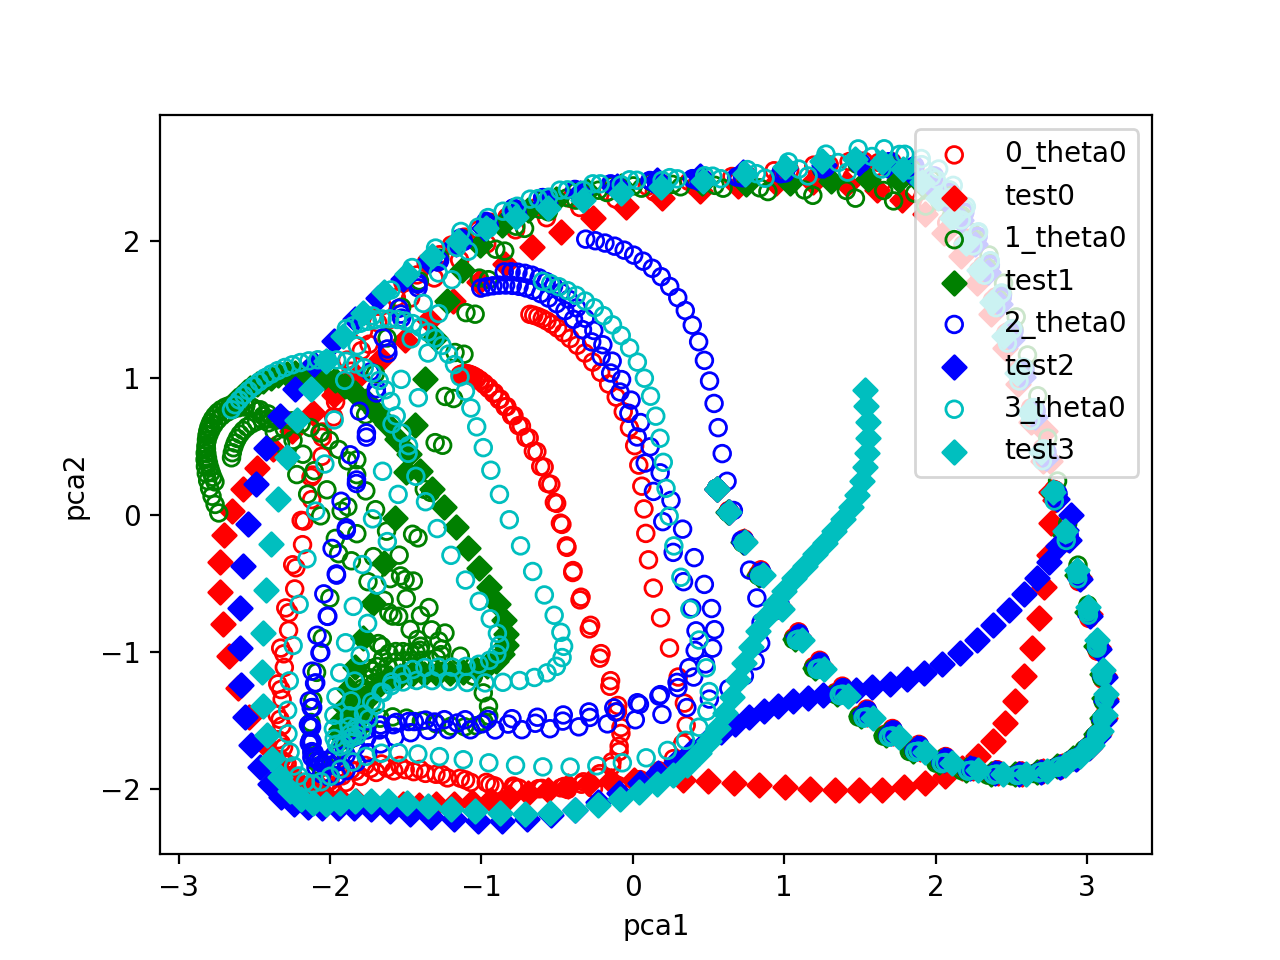 0_theta0
test0
1_theta0
test1
2_theta0
test2
3_theta0
test3
2
1
0
−1
−2
pca2
−3 −2 −1 0 1 2 3
pca1